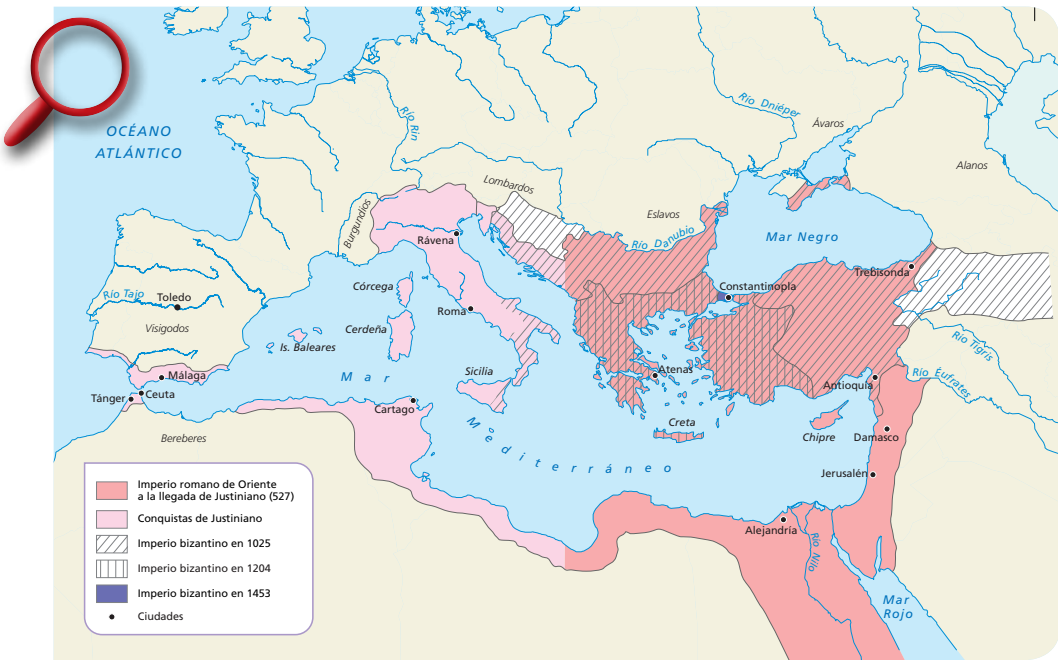 OCÉANO
ATLÁNTICO
Río Rin
Río Dniéper
Ávaros
Alanos
Lombardos
Burgundios
Eslavos
Río Danubio
Mar Negro
Rávena
Trebisonda
Constantinopla
Córcega
Río Tajo
Toledo
Roma
Visigodos
Cerdeña
Is. Baleares
Río Tigris
Sicilia
Atenas
Málaga
Mar
Antioquía
Río Éufrates
Tánger
Ceuta
Cartago
Creta
Bereberes
Chipre
Damasco
Mediterráneo
Jerusalén
Alejandría
Río Nilo
Mar
Rojo
Imperio romano de Oriente
a la llegada de Justiniano (527)
Conquistas de Justiniano
Imperio bizantino en 1025
Imperio bizantino en 1204
Imperio bizantino en 1453
Ciudades